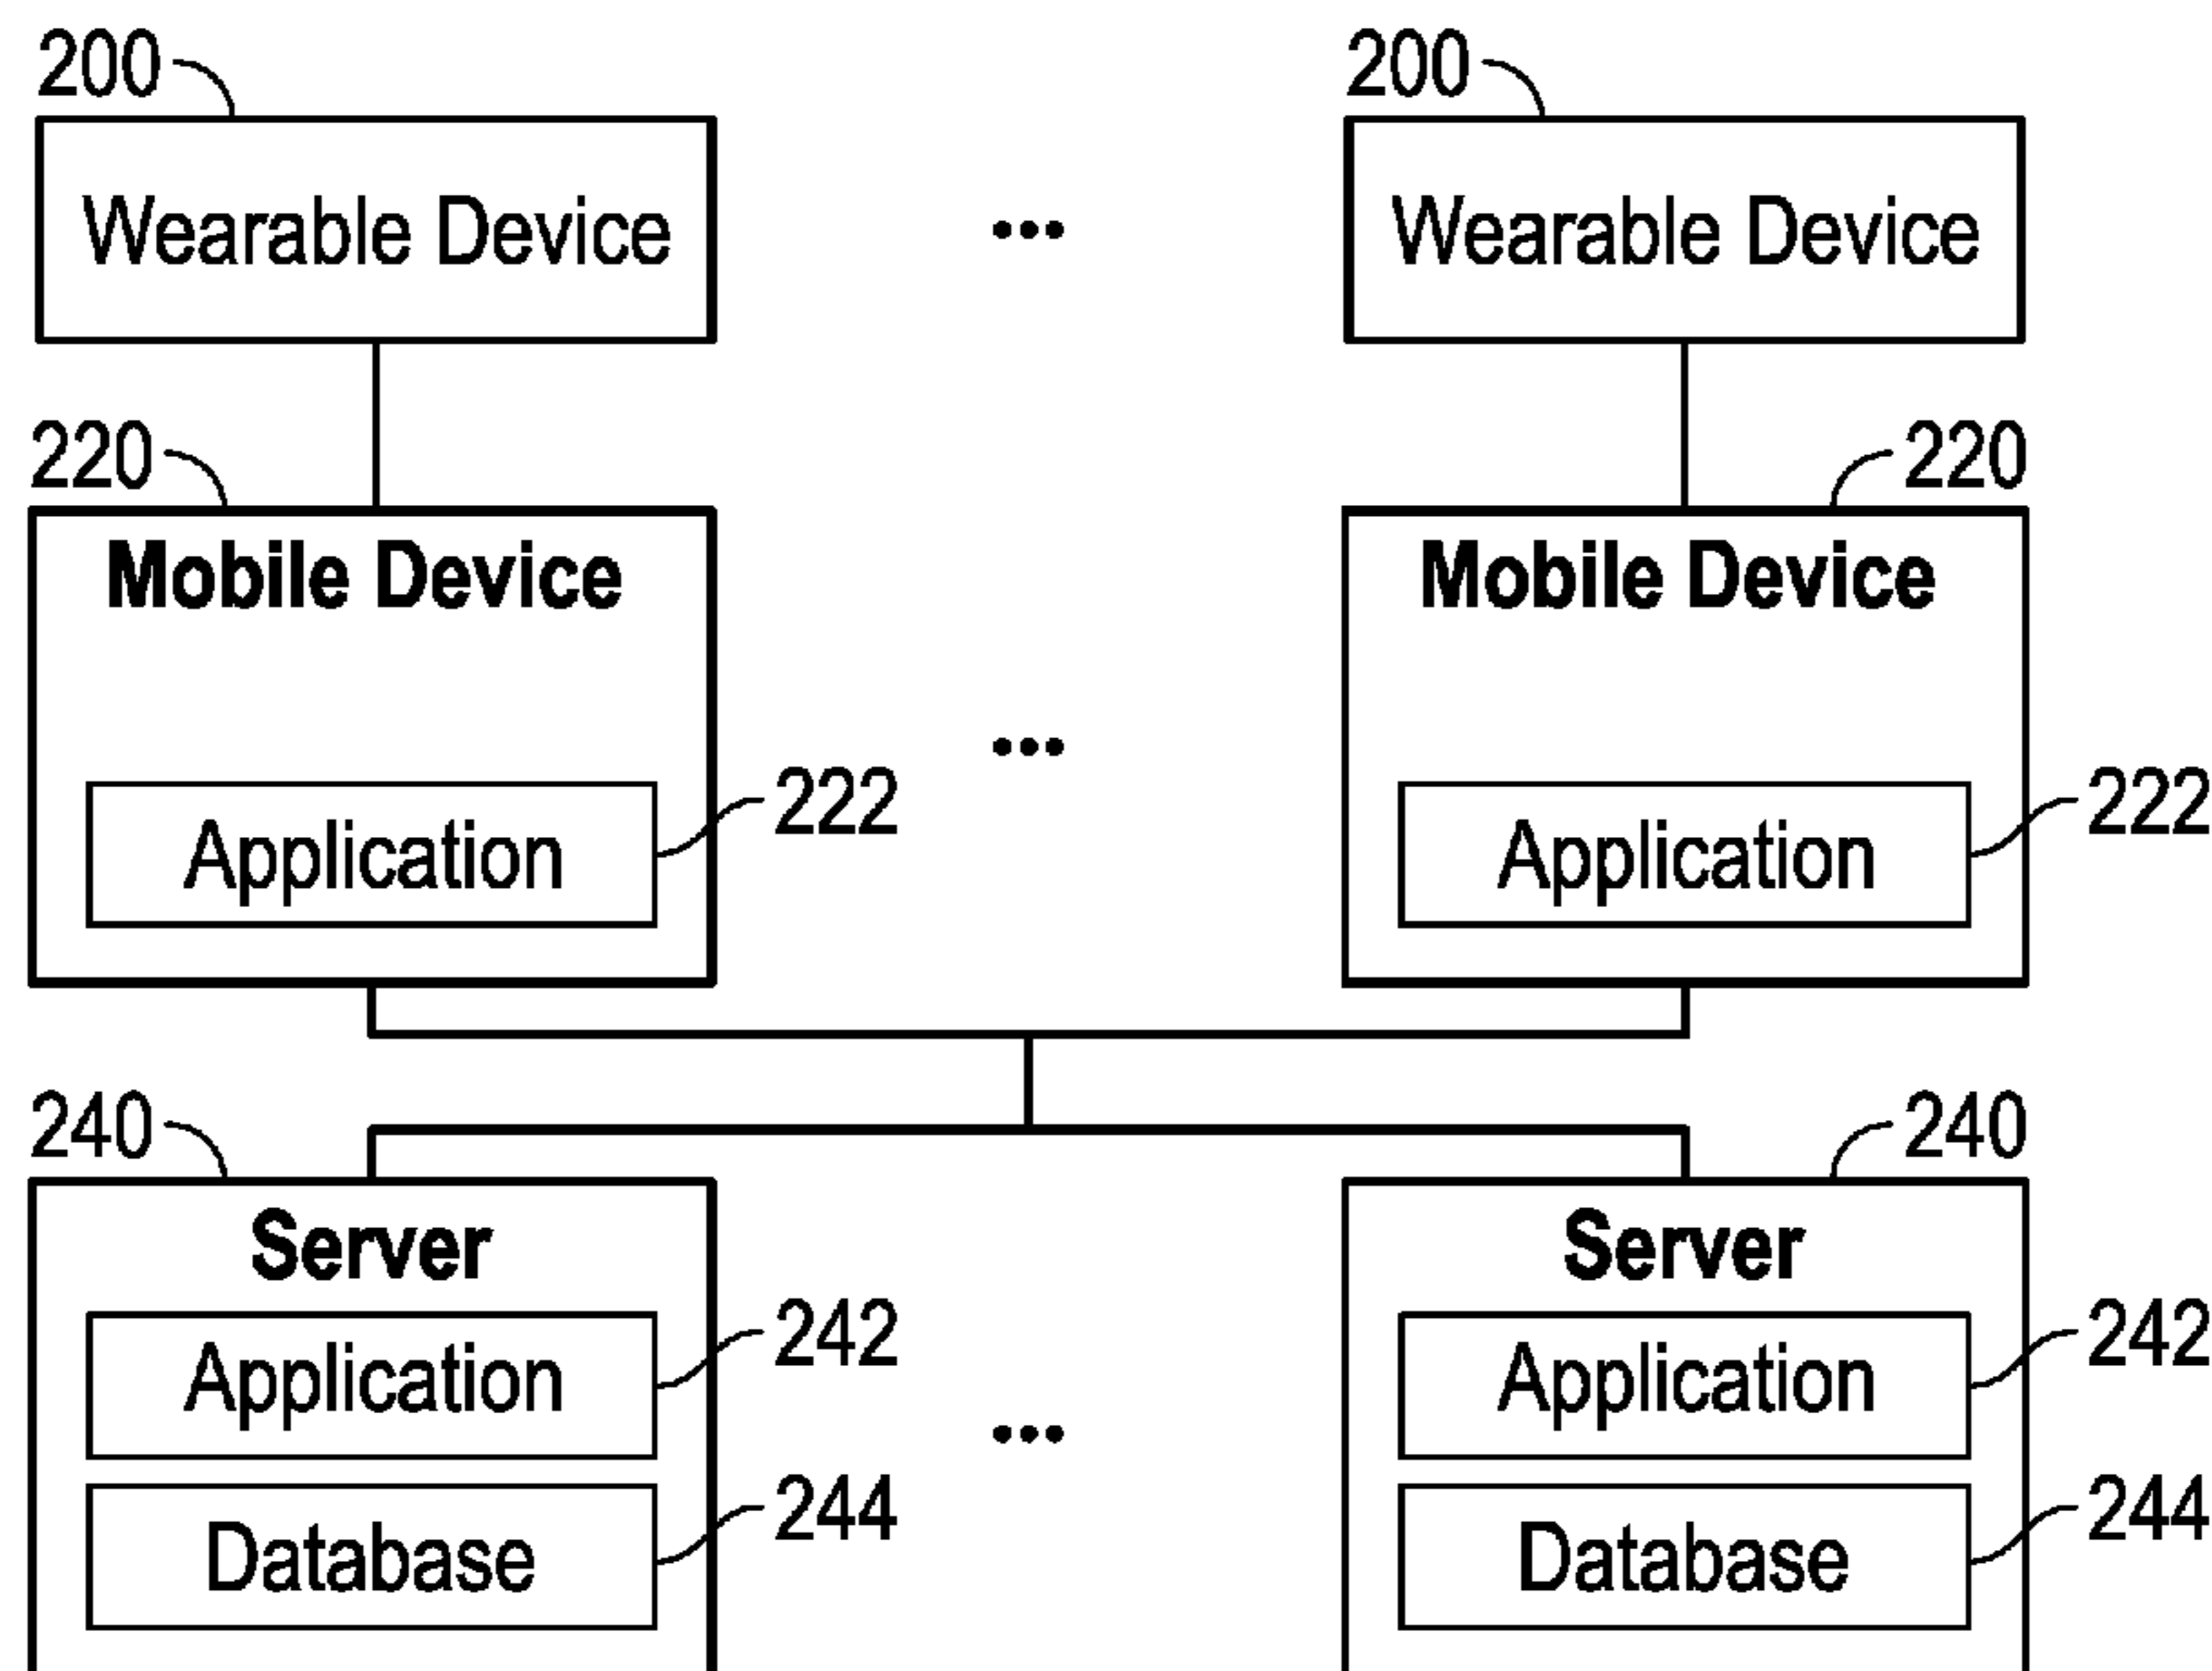 200 200
Wearable Device ... Wearable Device
220 220
Mobile Device Mobile Device
...
Application 222 Application 222
240 240
Server Server
Application 242 Application 242
...
Database 244 Database 244